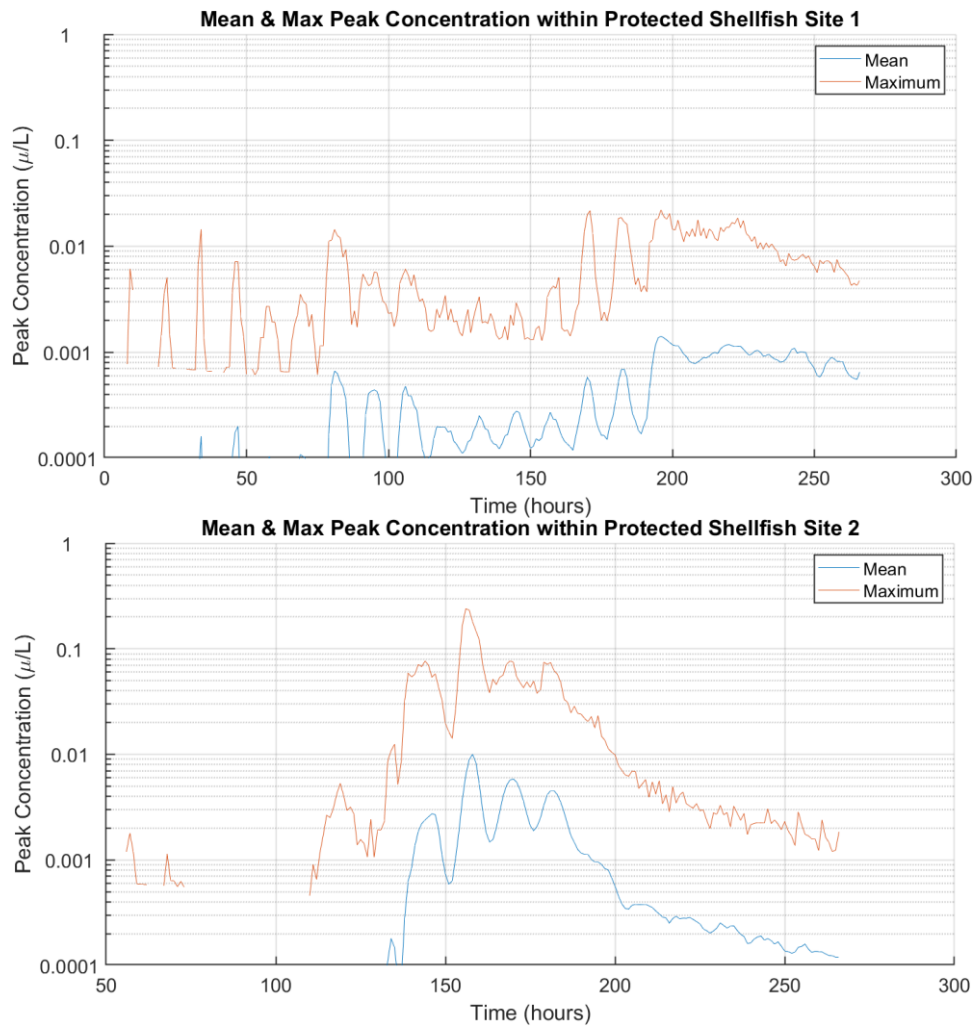 Mean & Max Peak Concentration within Protected Shellfish Site 1
1
0.1
0.01
0.001
0.0001
Peak Concentration (μ/L)
Mean
Maximum
0 50 100 150 200 250 300
Time (hours)
Mean & Max Peak Concentration within Protected Shellfish Site 2
1
0.1
0.01
0.001
0.0001
Peak Concentration (μ/L)
Mean
Maximum
50 100 150 200 250 300
Time (hours)